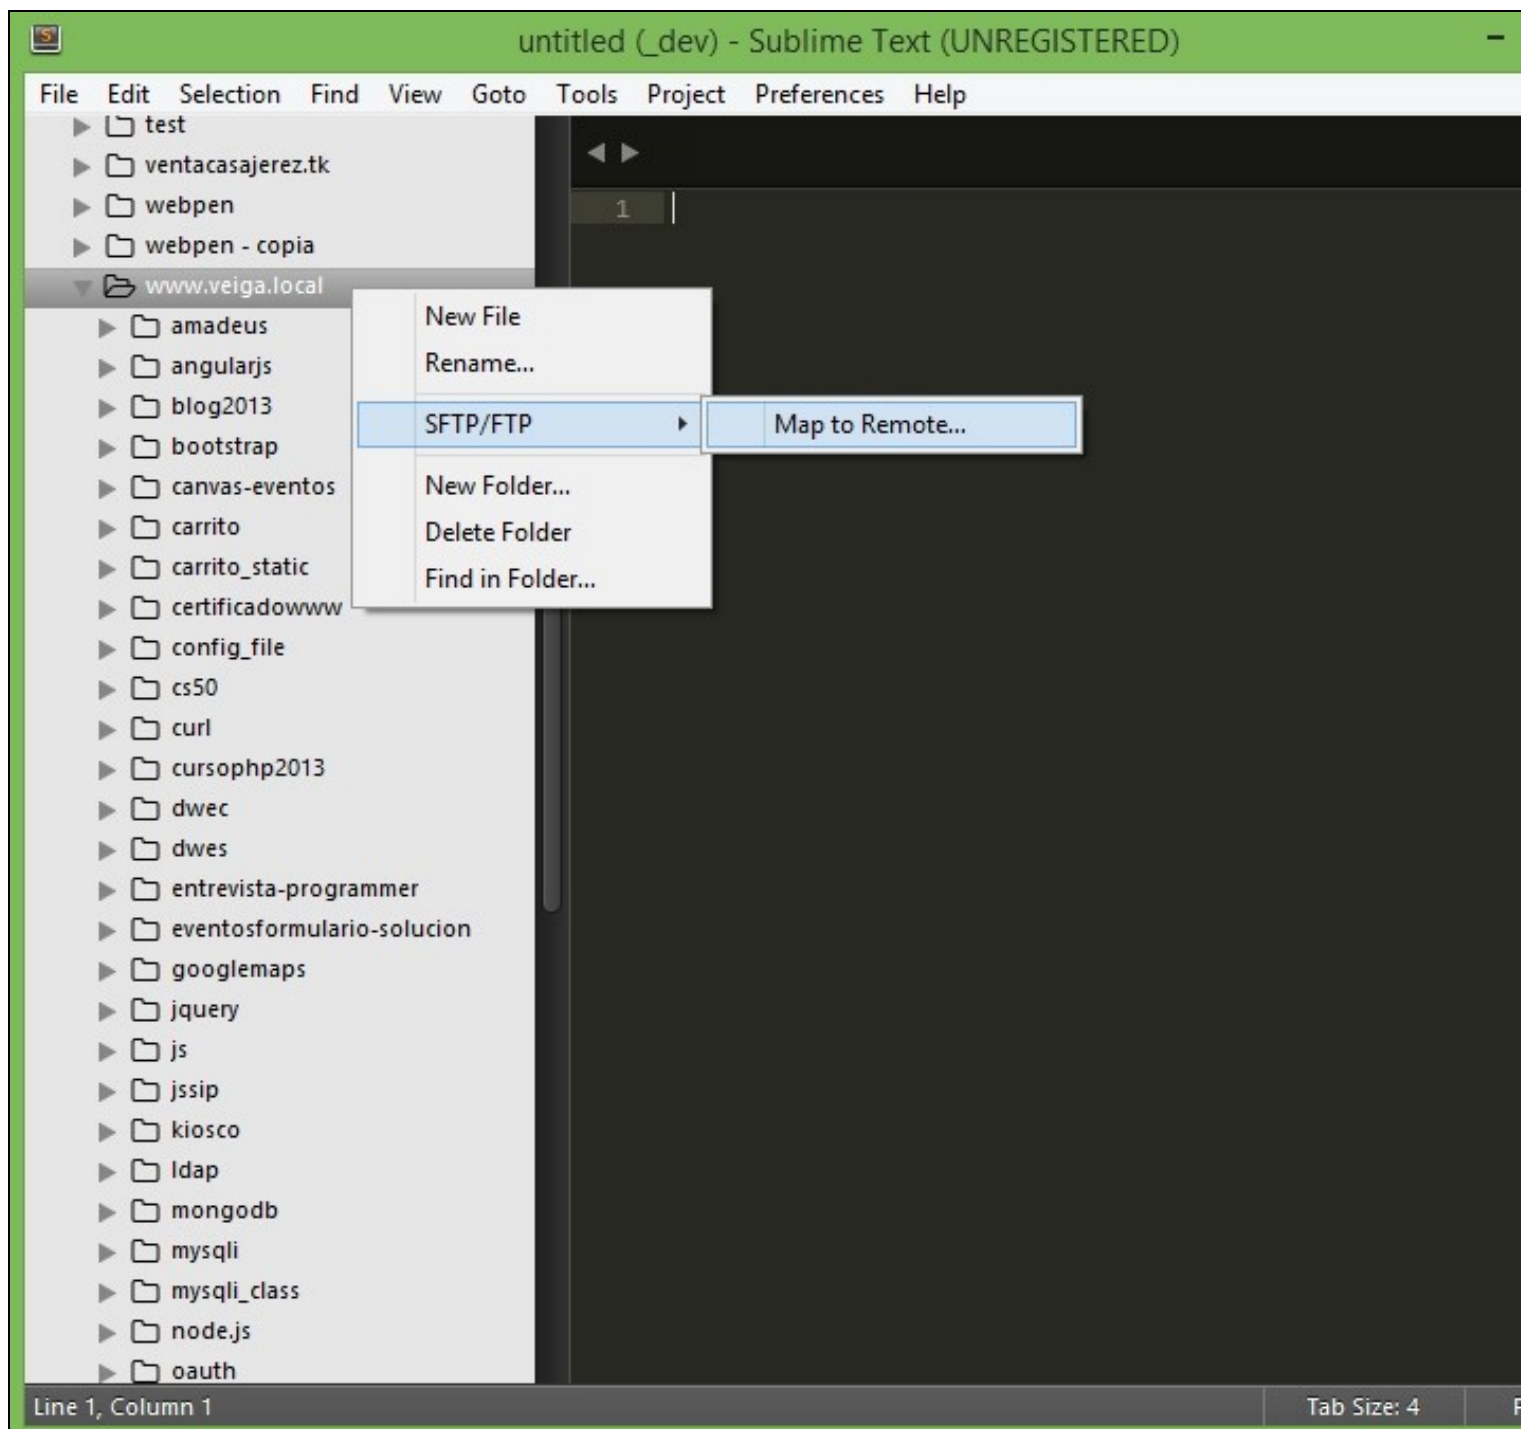 untitled (_dev) - Sublime Text (UNREGISTERED)
File Edit Selection Find View Goto Tools Project Preferences Help
test
ventacasajerez.tk
webpen
webpen - copia
www.veiga.local
amadeus
angularjs
blog2013
bootstrap
canvas-eventos
carrito
carrito_static
certificadowww
config_file
cs50
curl
cursophp2013
dwec
dwes
entrevista-programmer
eventosformulario-solucion
googlemaps
jquery
js
jssip
kiosco
ldap
mongodb
mysqli
mysqli_class
node.js
oauth
New File
Rename...
SFTP/FTP
Map to Remote...
New Folder...
Delete Folder
Find in Folder...
1
Line 1, Column 1
Tab Size: 4